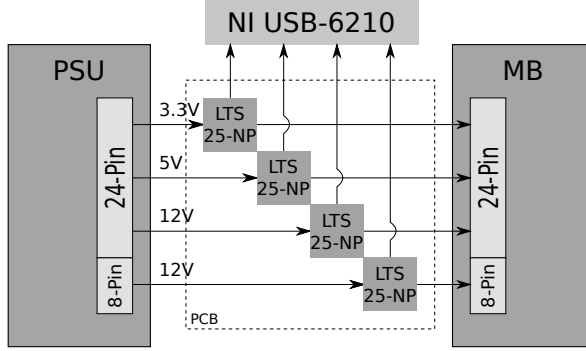 NI USB-6210
PSU
MB
3.3V
LTS
25-NP
24-Pin
5V
LTS
25-NP
24-Pin
12V
LTS
25-NP
12V
8-Pin
LTS
25-NP
8-Pin
PCB